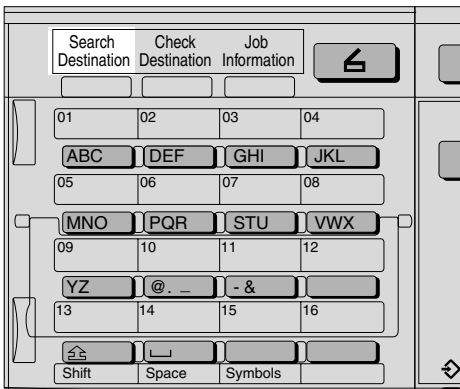 Search Destination
Check Destination
Job Information
01 02 03 04
ABC DEF GHI JKL
05 06 07 08
MNO PQR STU VWX
09 10 11 12
YZ @. _ - &
13 14 15 16
Shift Space Symbols